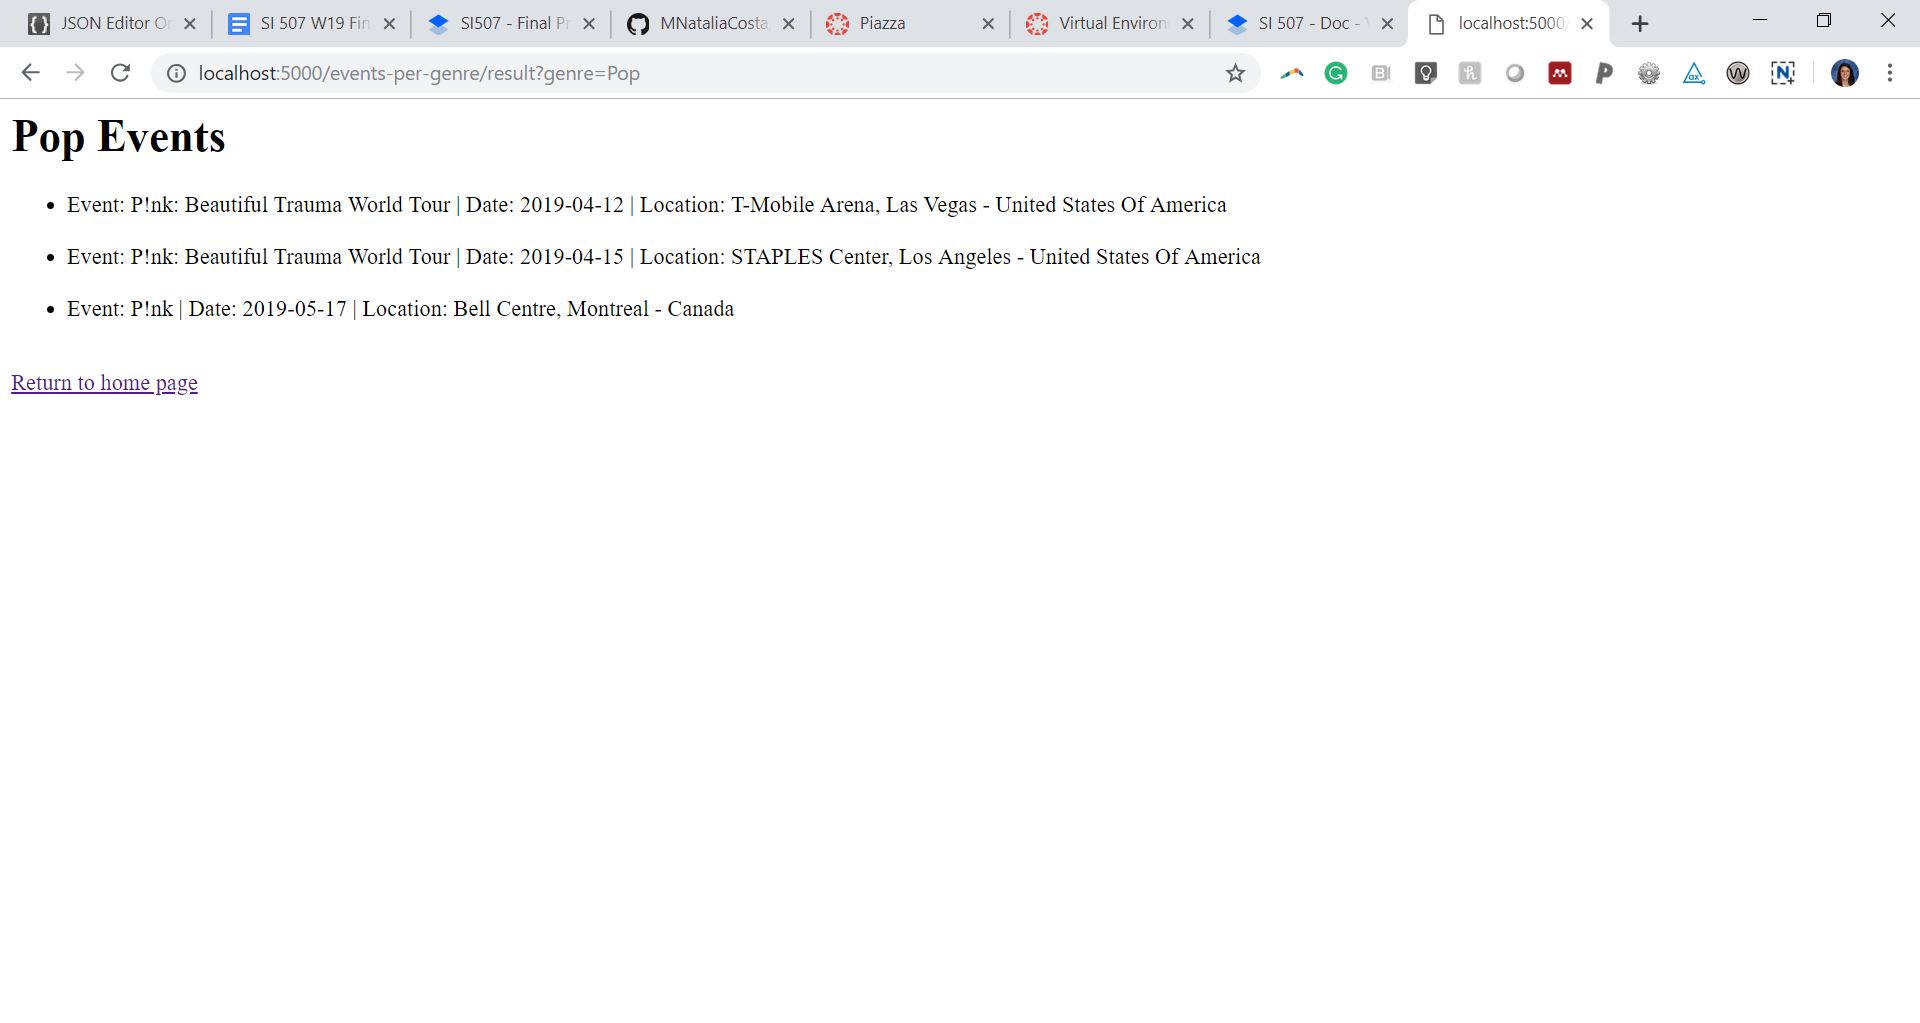 JSON Editor On
SI 507 W19 Fin
SI507 - Final Pr
MNataliaCosta
Piazza
Virtual Environ
SI 507 - Doc -
localhost:5000/
localhost:5000/events-per-genre/result?genre=Pop
Pop Events
Event: P!nk: Beautiful Trauma World Tour | Date: 2019-04-12 | Location: T-Mobile Arena, Las Vegas - United States Of America
Event: P!nk: Beautiful Trauma World Tour | Date: 2019-04-15 | Location: STAPLES Center, Los Angeles - United States Of America
Event: P!nk | Date: 2019-05-17 | Location: Bell Centre, Montreal - Canada
Return to home page